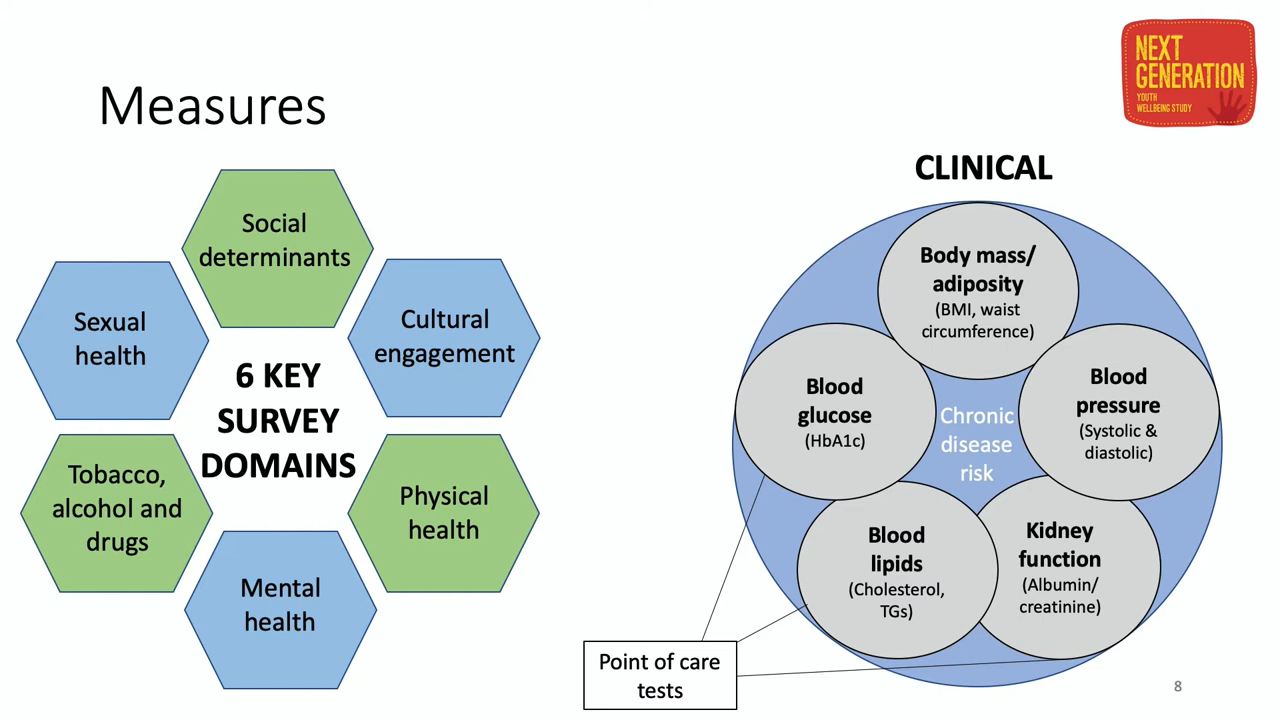 NEXT
GENERATION
YOUTH
WELLBEING STUDY
Measures
Social
determinants
Cultural
engagement
Physical
health
Mental
health
Tobacco,
alcohol and
drugs
Sexual
health
6 KEY
SURVEY
DOMAINS
CLINICAL
Body mass/
adiposity
(BMI, waist
circumference)
Blood
pressure
(Systolic &
diastolic)
Kidney
function
(Albumin/
creatinine)
Blood
lipids
(Cholesterol,
TGs)
Blood
glucose
(HbA1c)
Chronic
disease
risk
Point of care
tests
8